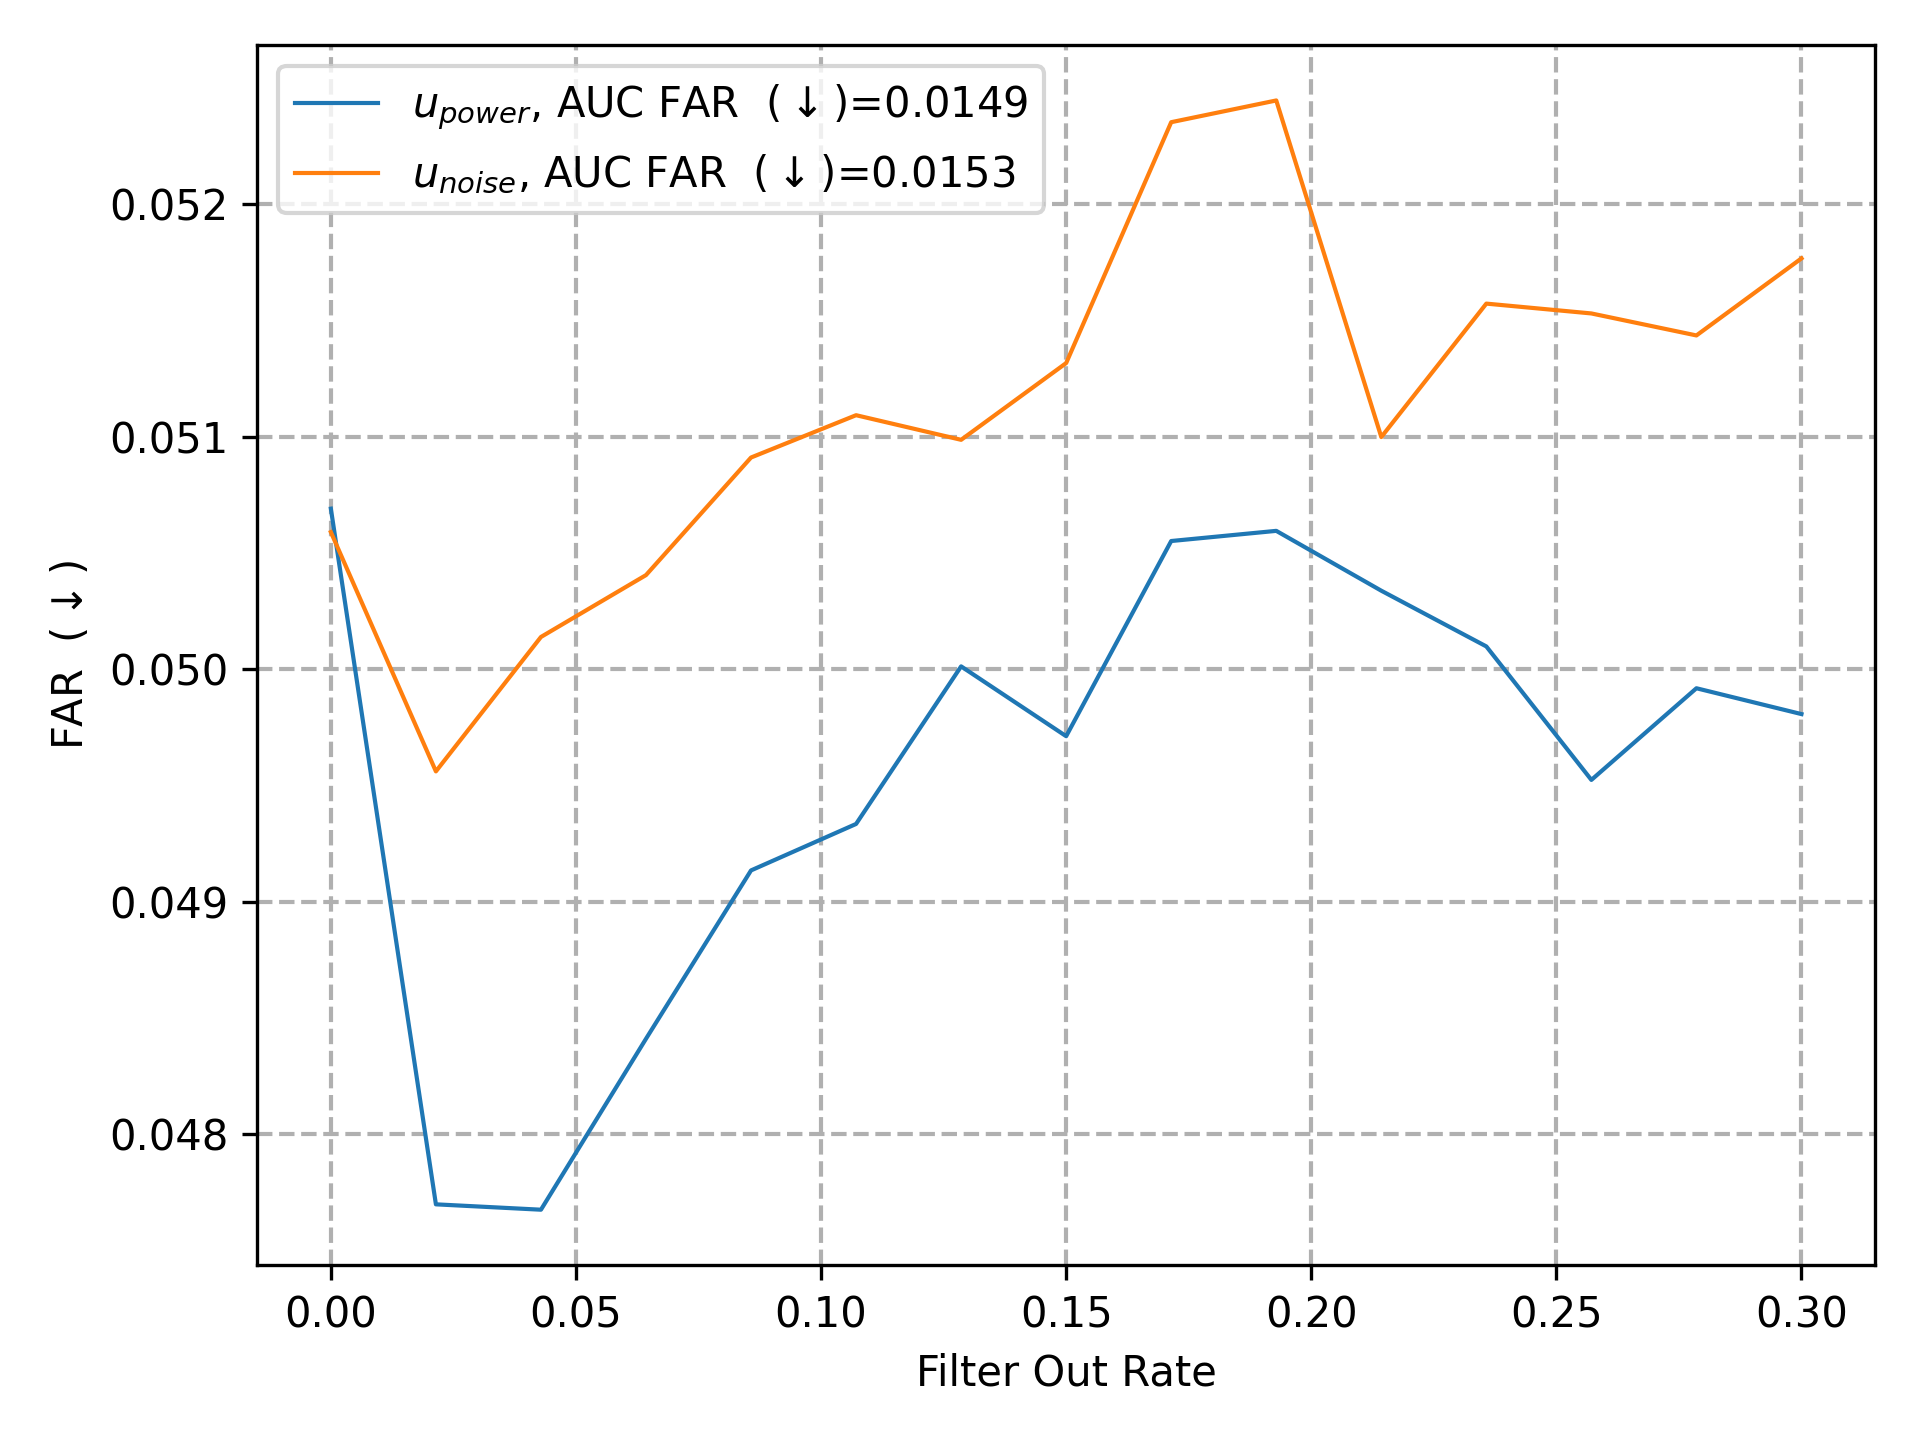 u_power, AUC FAR (↓)=0.0149
u_noise, AUC FAR (↓)=0.0153
0.052
0.051
0.050
0.049
0.048
FAR (↓)
0.00 0.05 0.10 0.15 0.20 0.25 0.30
Filter Out Rate